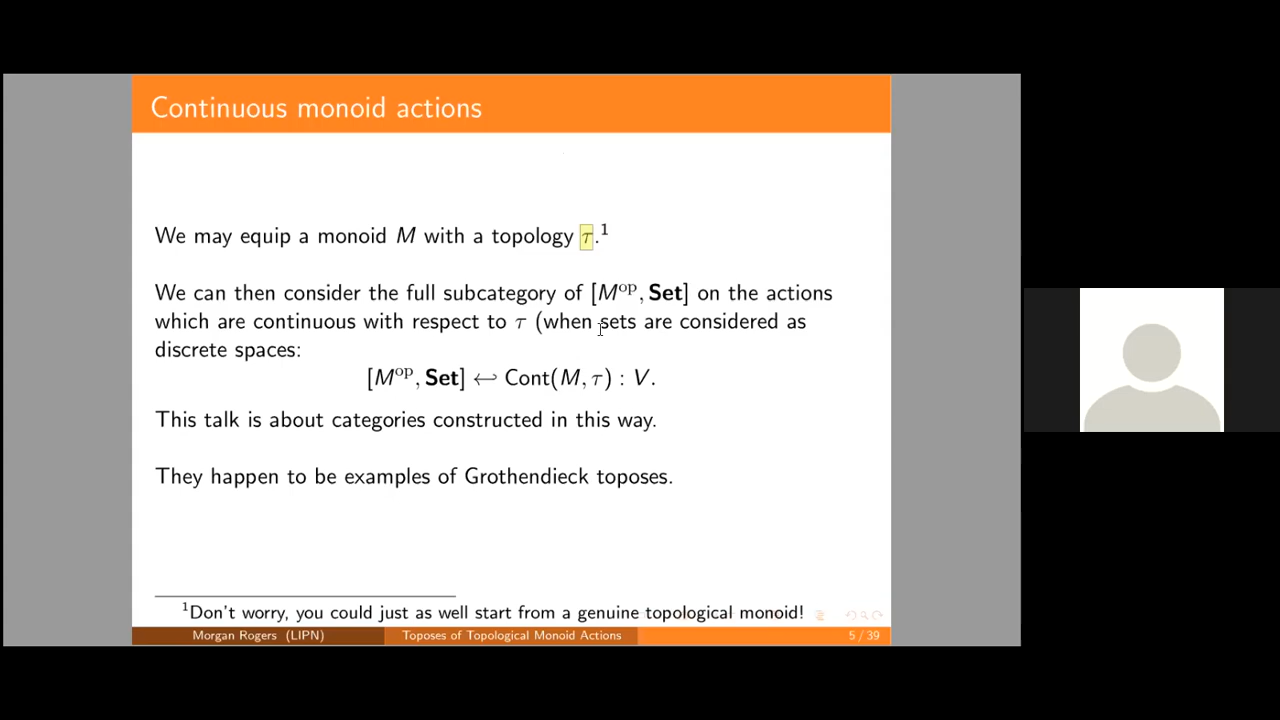 Continuous monoid actions
We may equip a monoid M with a topology τ.¹
We can then consider the full subcategory of [Mᵒᵖ, Set] on the actions
which are continuous with respect to τ (when sets are considered as
discrete spaces:
[Mᵒᵖ, Set] ↩ Cont(M, τ) : V.
This talk is about categories constructed in this way.
They happen to be examples of Grothendieck toposes.
¹Don't worry, you could just as well start from a genuine topological monoid!
Morgan Rogers (LIPN) Toposes of Topological Monoid Actions 5 / 39